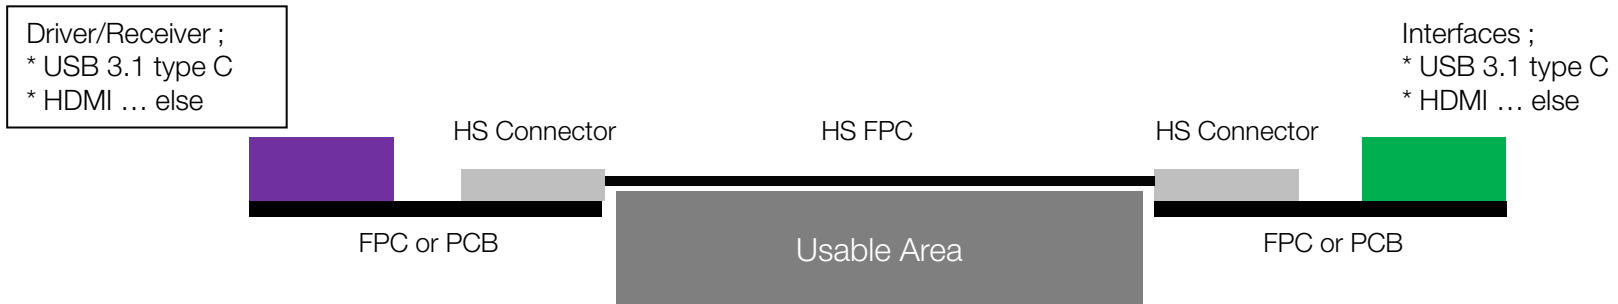 Driver/Receiver ;
* USB 3.1 type C
* HDMI … else
Interfaces ;
* USB 3.1 type C
* HDMI … else
HS Connector
HS FPC
HS Connector
FPC or PCB
Usable Area
FPC or PCB